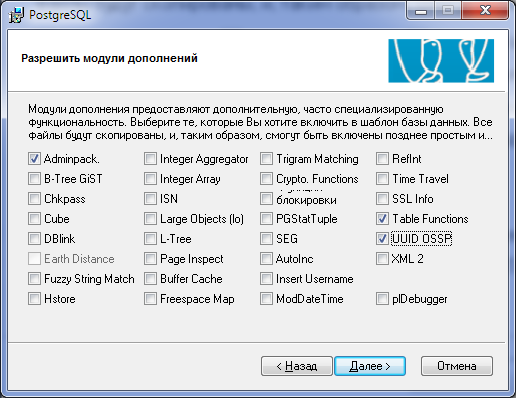 PostgreSQL
Разрешить модули дополнений
Модули дополнения предоставляют дополнительную, часто специализированную
функциональность. Выберите те, которые Вы хотите включить в шаблон базы данных. Все
файлы будут скопированы, и, таким образом, смогут быть включены позднее простым и...
Adminpack. Integer Aggregator Trigram Matching RefInt
B-Tree GiST Integer Array Crypto. Functions Time Travel
Chkpass ISN блокировки SSL Info
Cube Large Objects (lo) PGStatTuple Table Functions
DBlink L-Tree SEG UUID OSSP
Earth Distance Page Inspect AutoInc XML 2
Fuzzy String Match Buffer Cache Insert Username
Hstore Freespace Map ModDateTime plDebugger
< Назад Далее > Отмена